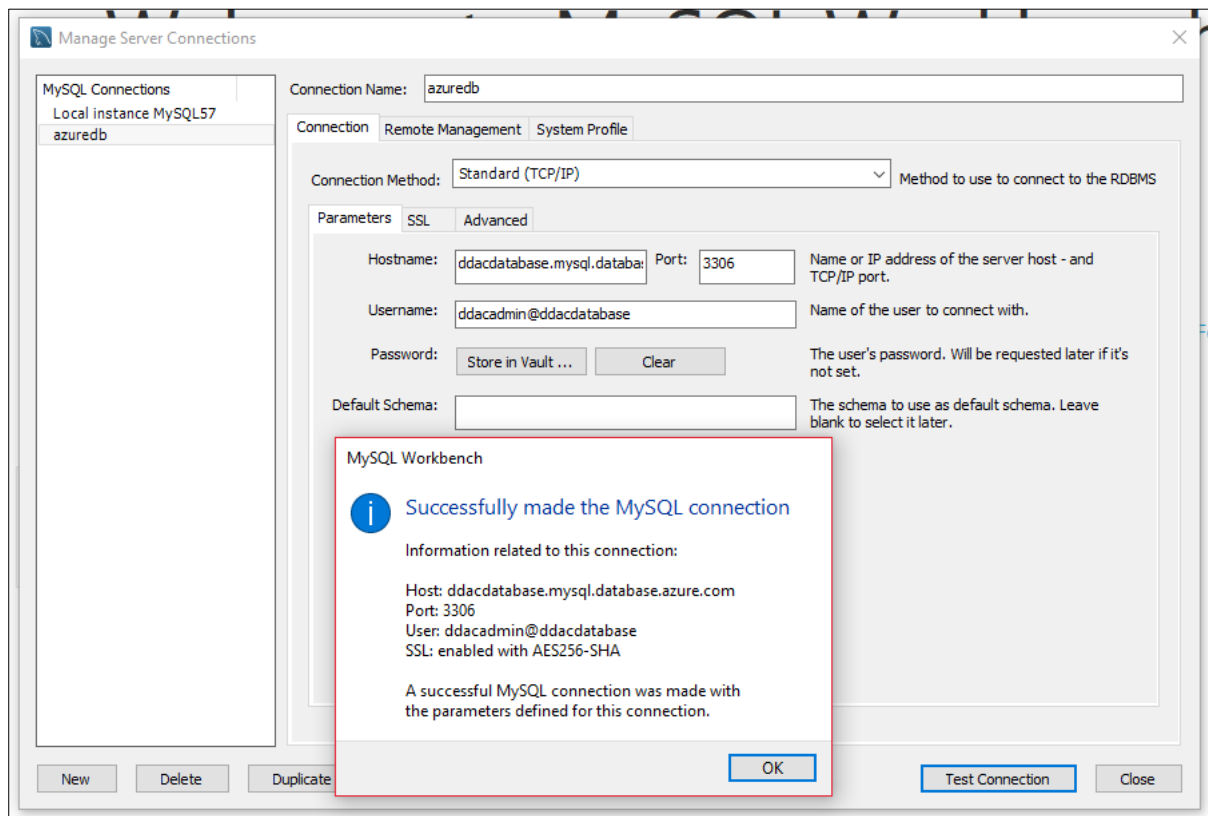 Manage Server Connections
MySQL Connections
Local instance MySQL57
azuredb
Connection Name: azuredb
Connection Remote Management System Profile
Connection Method: Standard (TCP/IP) Method to use to connect to the RDBMS
Parameters SSL Advanced
Hostname: ddacdatabase.mysql.databa Port: 3306 Name or IP address of the server host - and
TCP/IP port.
Username: ddacadmin@ddacdatabase Name of the user to connect with.
Password: Store in Vault ... Clear The user's password. Will be requested later if it's
not set.
Default Schema: The schema to use as default schema. Leave
blank to select it later.
MySQL Workbench
Successfully made the MySQL connection
Information related to this connection:
Host: ddacdatabase.mysql.database.azure.com
Port: 3306
User: ddacadmin@ddacdatabase
SSL: enabled with AES256-SHA
A successful MySQL connection was made with
the parameters defined for this connection.
OK
New Delete Duplicate Test Connection Close